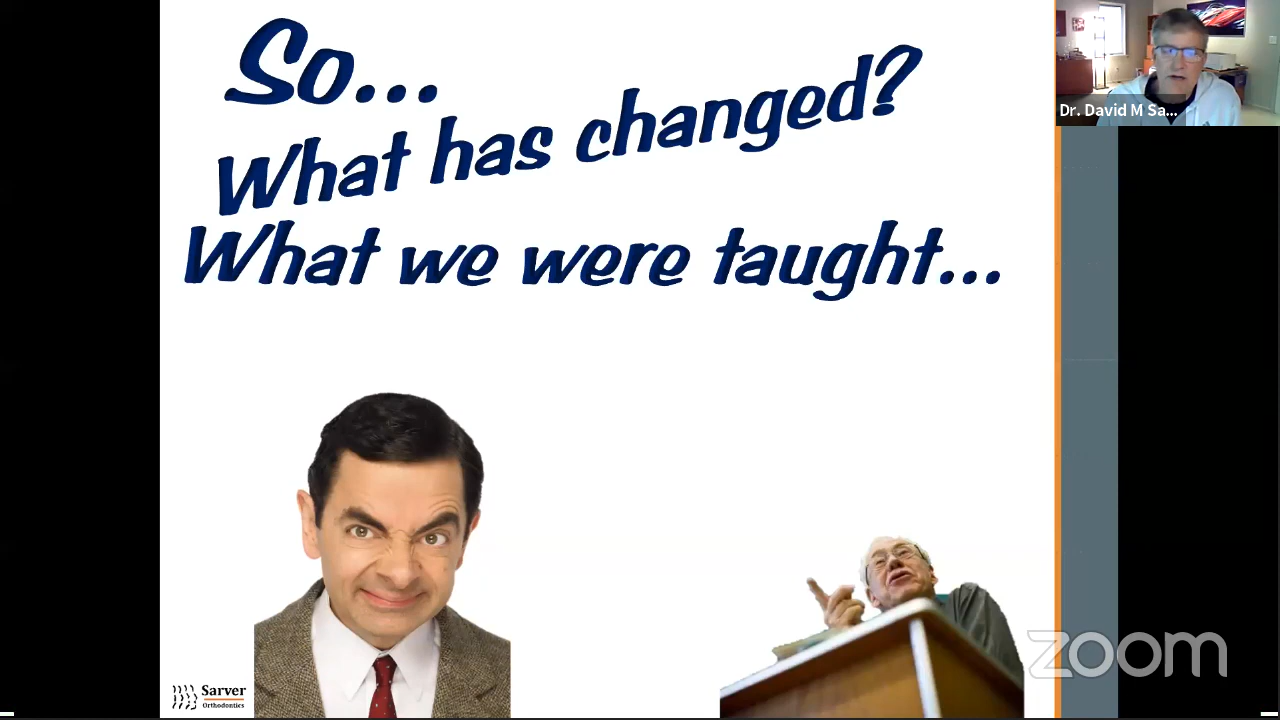 So...
What has changed?
What we were taught...
Dr. David M Sa...
Sarver
Orthodontics
zoom